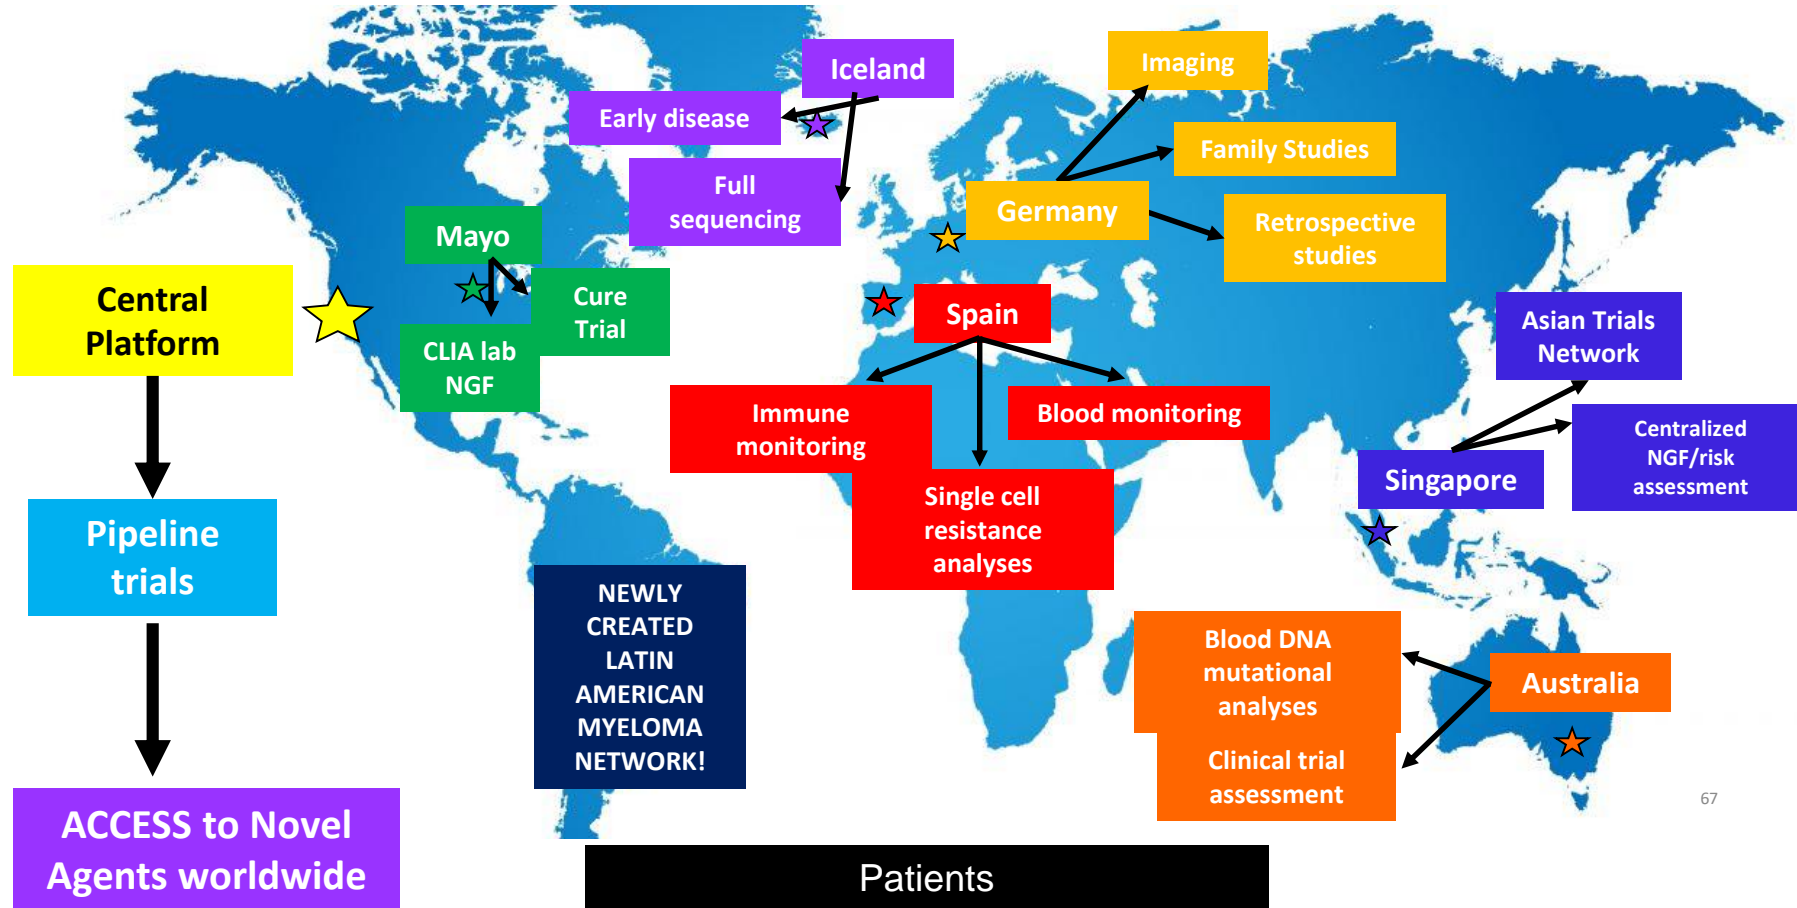 Central
Platform
Pipeline
trials
ACCESS to Novel
Agents worldwide
Mayo
Cure
Trial
CLIA lab
NGF
Iceland
Early disease
Full
sequencing
Germany
Imaging
Family Studies
Retrospective
studies
Spain
Immune
monitoring
Single cell
resistance
analyses
Blood monitoring
Asian Trials
Network
Centralized
NGF/risk
assessment
Singapore
NEWLY
CREATED
LATIN
AMERICAN
MYELOMA
NETWORK!
Blood DNA
mutational
analyses
Clinical trial
assessment
Australia
67
Patients